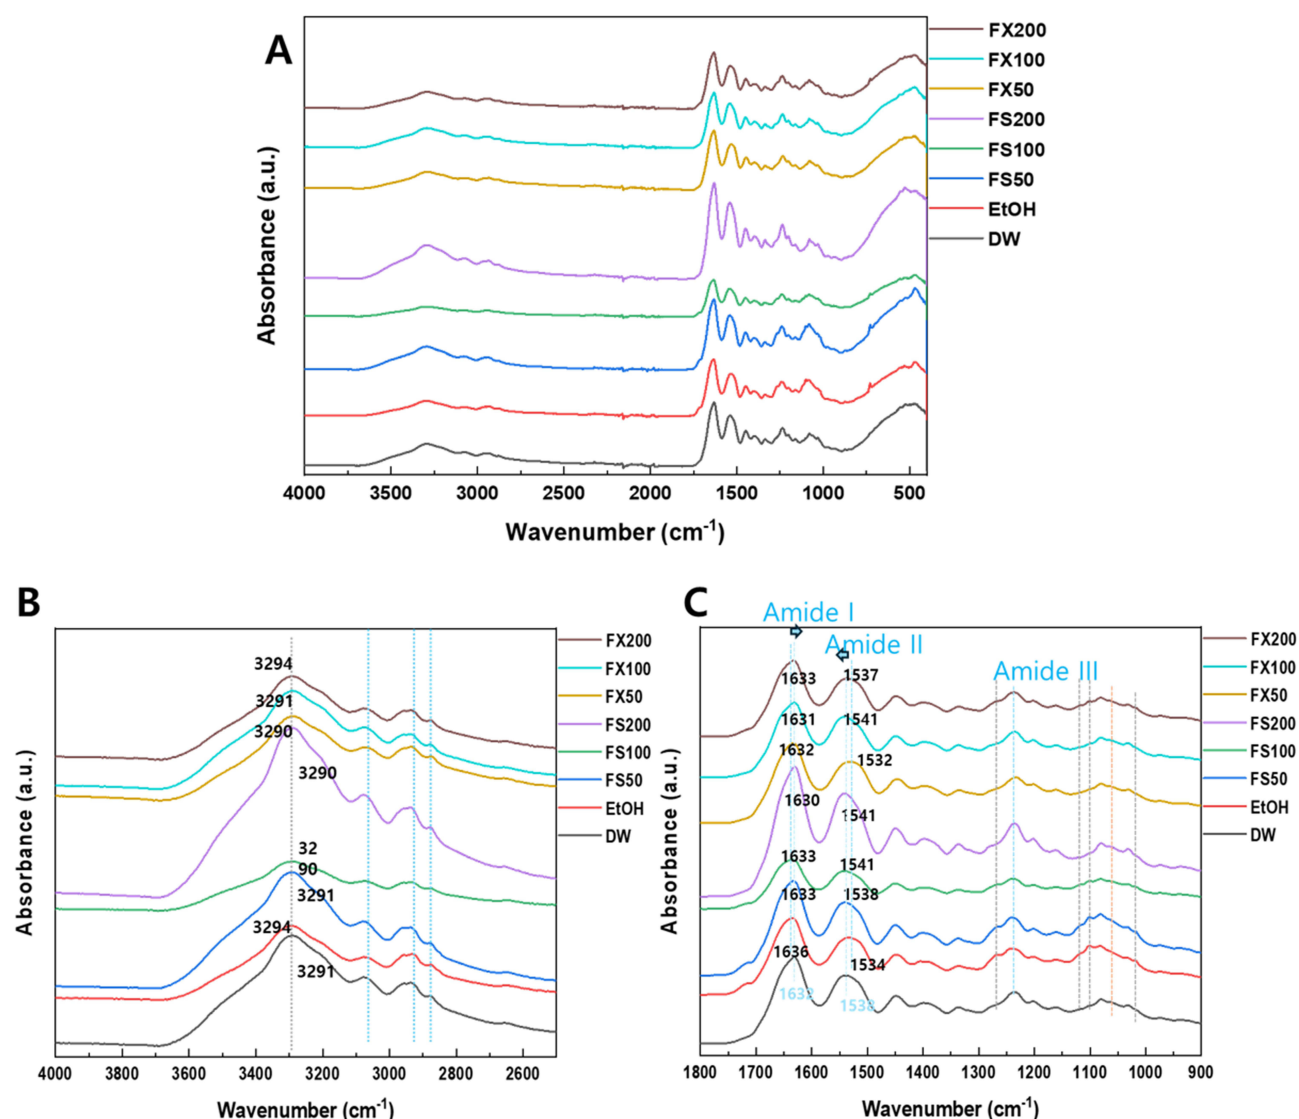 A
Absorbance (a.u.)
FX200
FX100
FX50
FS200
FS100
FS50
EtOH
DW
4000 3500 3000 2500 2000 1500 1000 500
Wavenumber (cm-1)
B
Absorbance (a.u.)
3294
3291
3290
3290
32
90
3291
3294
3291
FX200
FX100
FX50
FS200
FS100
FS50
EtOH
DW
4000 3800 3600 3400 3200 3000 2800 2600
Wavenumber (cm-1)
C
Amide I
Amide II
Amide III
Absorbance (a.u.)
1633 1537
1631 1541
1632 1532
1630 1541
1633 1541
1633 1538
1636 1534
1632 1538
FX200
FX100
FX50
FS200
FS100
FS50
EtOH
DW
1800 1700 1600 1500 1400 1300 1200 1100 1000 900
Wavenumber (cm-1)